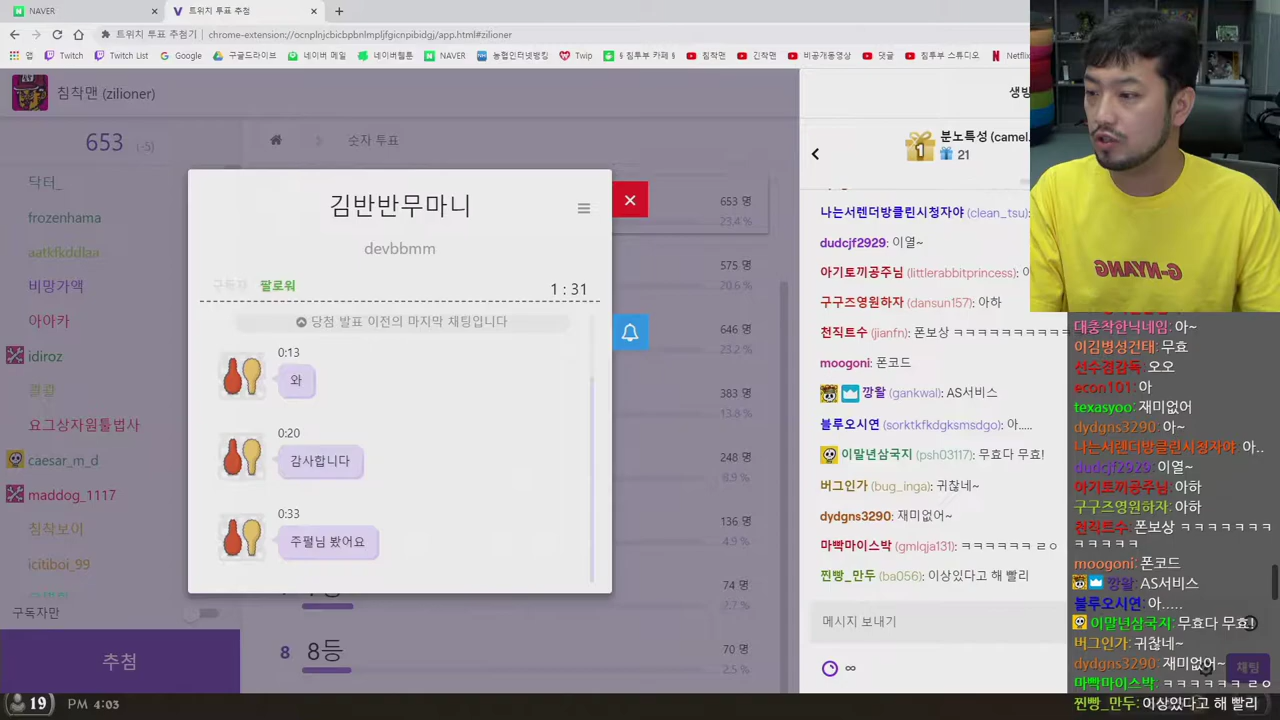 NAVER
트위치 투표 추첨기
트위치 투표 추첨기 | chrome-extension://ocnplnjcbicbpbnlmpljfgicnpibidgj/app.html#zilioner
앱 Twitch Twitch List Google 구글드라이브 네이버:메일 네이버웹툰 NAVER 농협인터넷뱅킹 Twip § 침투부 카페 § 침착맨 긴착맨 비공개동영상 댓글 침투부 스튜디오 Netfli
침착맨 (zilioner)
653 (-5)
숫자 투표
닥터_
frozenhama
aatkfkddlaa
비망가액
아아카
idiroz
요그상자원툴법사
caesar_m_d
maddog_1117
침착보이
icitiboi_99
구독자만
추첨
김반반무마니
devbbmm
구독자 팔로워
1 : 31
당첨 발표 이전의 마지막 채팅입니다
0:13
와
0:20
감사합니다
0:33
주펄님 봤어요
653 명
23.4 %
575 명
20.6 %
646 명
23.2 %
383 명
13.8 %
248 명
8.9 %
136 명
4.9 %
74 명
2.7 %
8 8등
70 명
2.5 %
생방
1
분노특성 (camel.
21
나는서렌더방클린시청자야 (clean_tsu):
dudcjf2929: 이열~
아기토끼공주님 (littlerabbitprincess): 아
구구즈영원하자 (dansun157): 아하
천직트수 (jianfn): 폰보상 ㅋㅋㅋㅋㅋㅋㅋㅋㅋㅋ
moogoni: 폰코드
깡왈 (gankwal): AS서비스
블루오시연 (sorktkfkdgksmsdgo): 아.....
이말년삼국지 (psh03117): 무효다 무효!
버그인가 (bug_inga): 귀찮네~
dydgns3290: 재미없어~
마빡마이스박 (gmlqja131): ㅋㅋㅋㅋㅋㅋ ㄹㅇ
찐빵_만두 (ba056): 이상있다고 해 빨리
메시지 보내기
∞
G-NYANG
대충착한닉네임: 아~
이김병성건태: 무효
선수겸감독: 오오
econ101: 아
texasyoo: 재미없어
dydgns3290: 아~
나는서렌더방클린시청자야: 아..
dudcjf2929: 이열~
아기토끼공주님: 아하
구구즈영원하자: 아하
천직트수: 폰보상 ㅋㅋㅋㅋㅋㅋㅋ
ㅋㅋㅋㅋㅋ
moogoni: 폰코드
깡왈: AS서비스
블루오시연: 아.....
이말년삼국지: 무효다 무효!
버그인가: 귀찮네~
dydgns3290: 재미없어~
마빡마이스박: ㅋㅋㅋㅋㅋㅋ ㄹㅇ
찐빵_만두: 이상있다고 해 빨리
채팅
19 PM 4:03